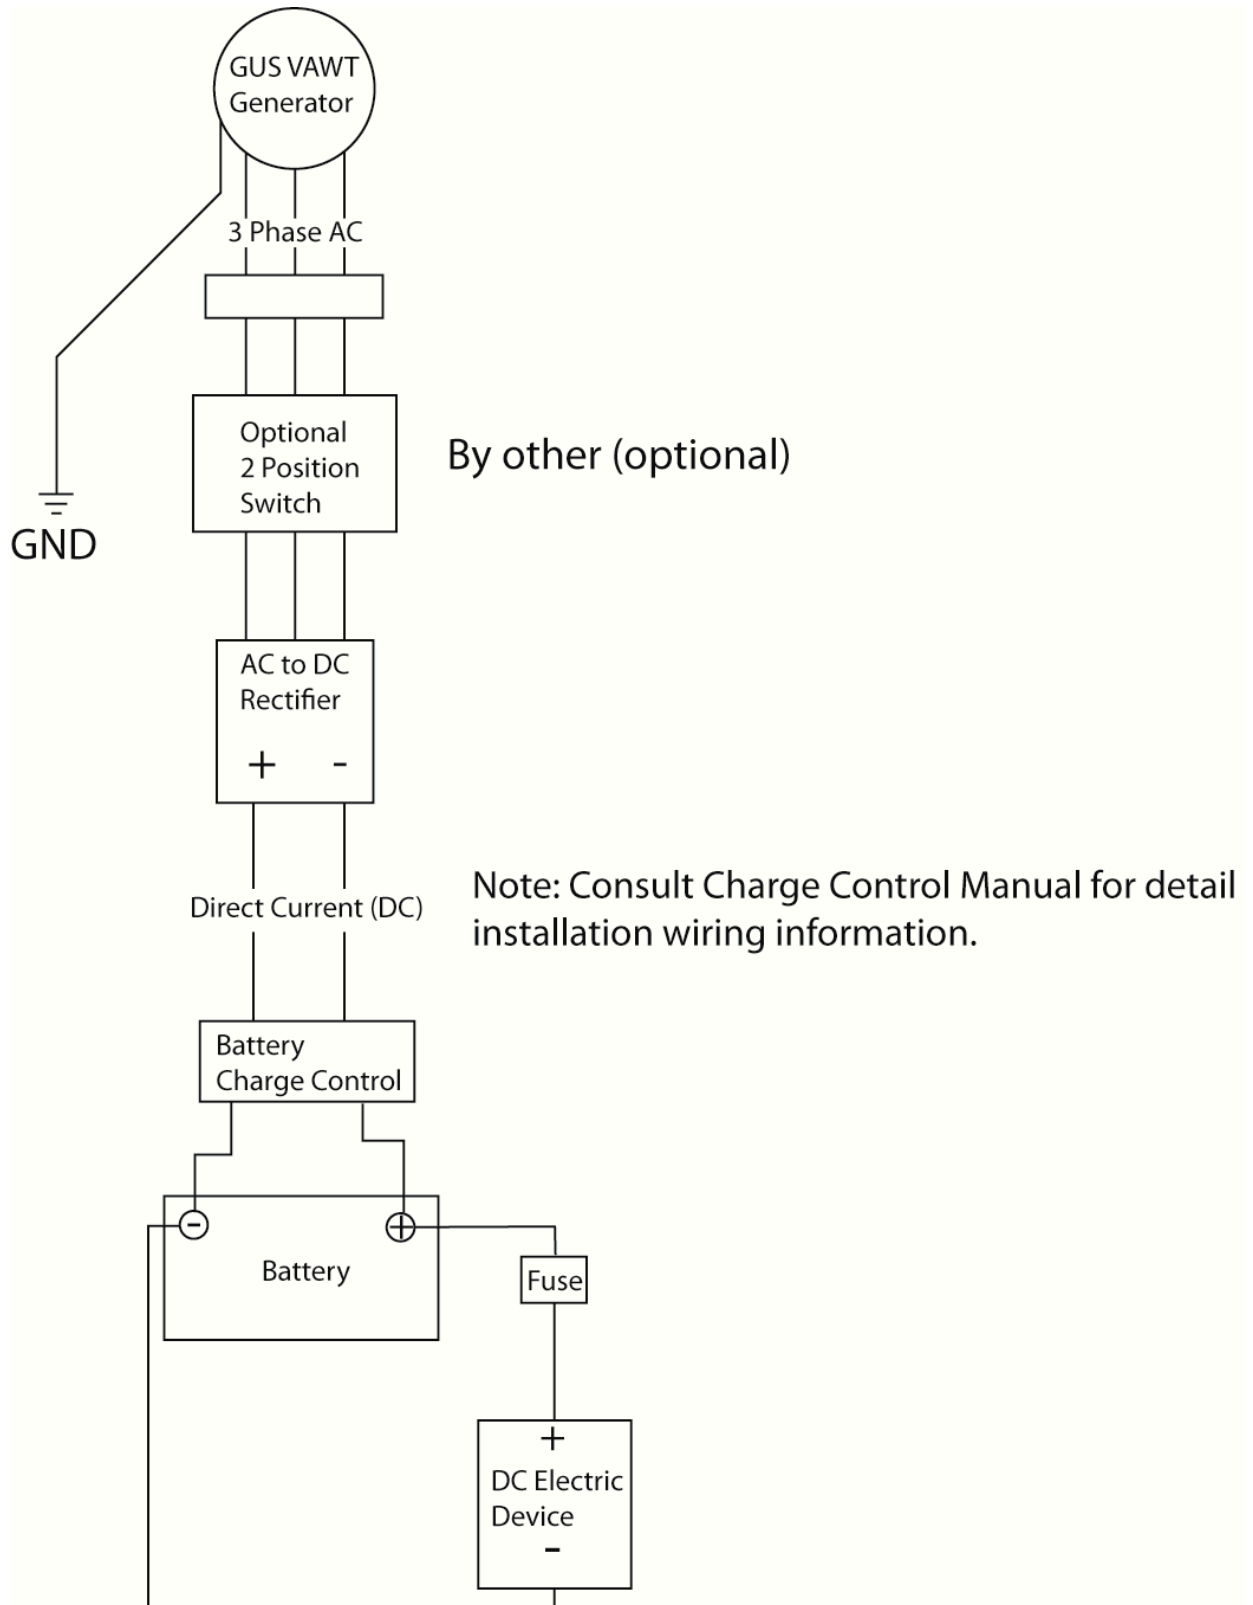 GUS VAWT
Generator
3 Phase AC
Optional
2 Position
Switch
By other (optional)
GND
AC to DC
Rectifier
+ -
Direct Current (DC)
Note: Consult Charge Control Manual for detail
installation wiring information.
Battery
Charge Control
- +
Battery
Fuse
+
DC Electric
Device
-